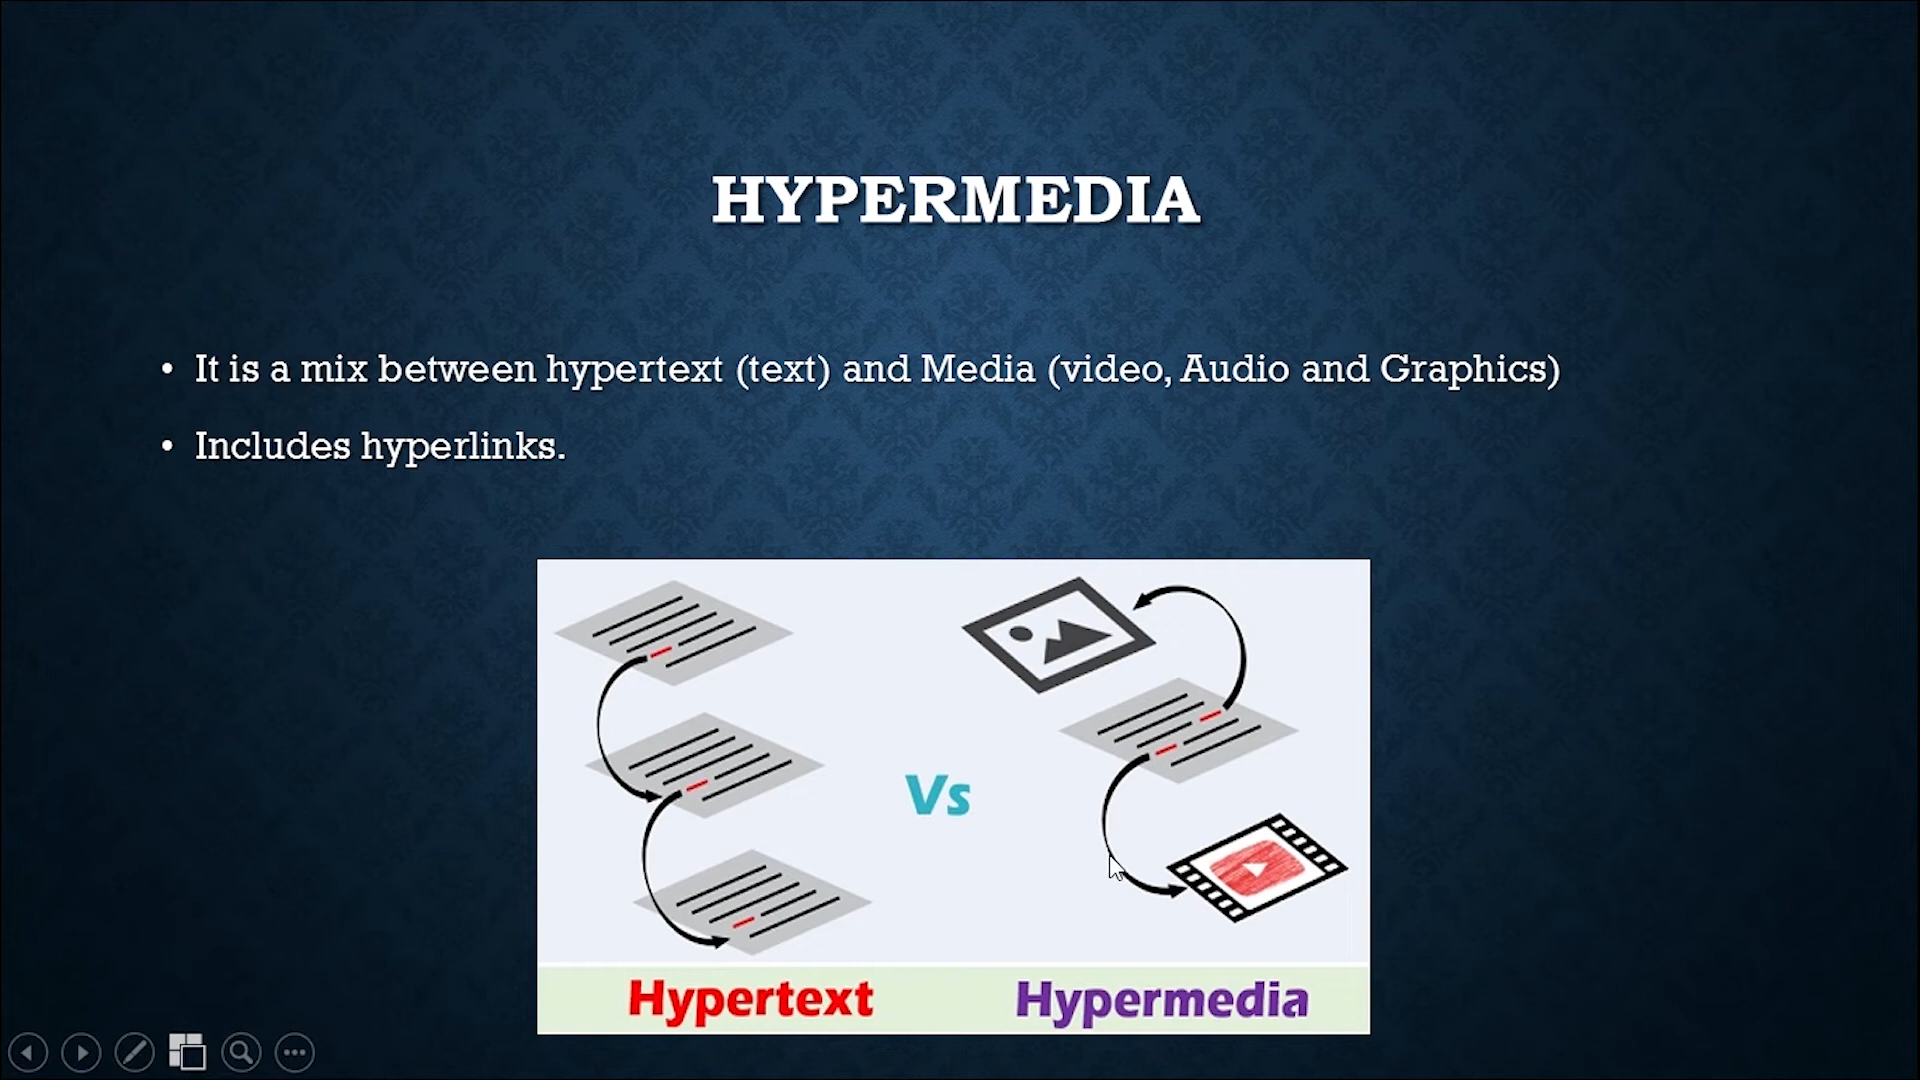 HYPERMEDIA
• It is a mix between hypertext (text) and Media (video, Audio and Graphics)
• Includes hyperlinks.
Vs
Hypertext
Hypermedia